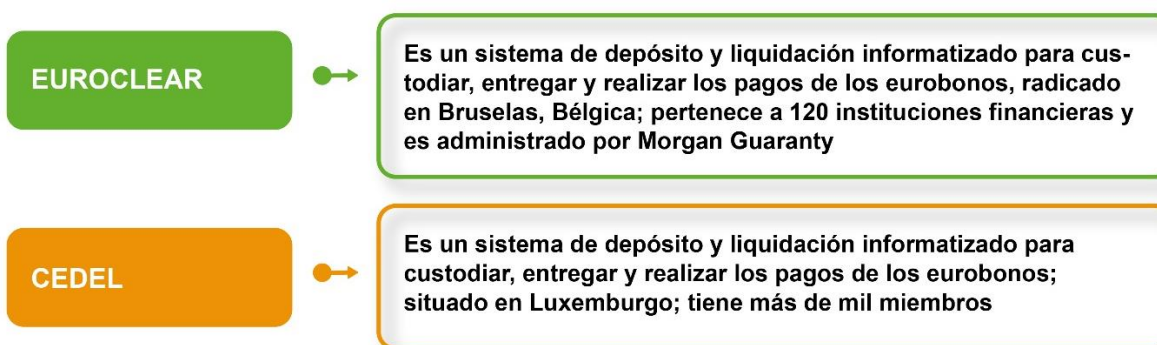 EUROCLEAR
Es un sistema de depósito y liquidación informatizado para cus-
todiar, entregar y realizar los pagos de los eurobonos, radicado
en Bruselas, Bélgica; pertenece a 120 instituciones financieras y
es administrado por Morgan Guaranty
CEDEL
Es un sistema de depósito y liquidación informatizado para
custodiar, entregar y realizar los pagos de los eurobonos;
situado en Luxemburgo; tiene más de mil miembros